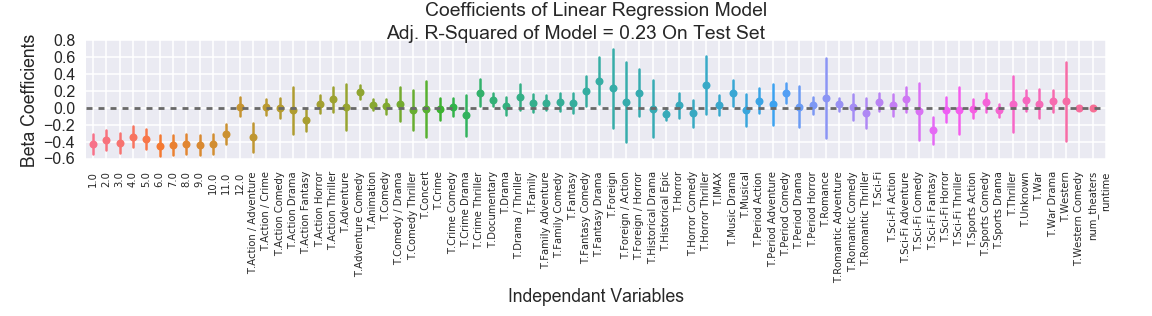 Coefficients of Linear Regression Model
Adj. R-Squared of Model = 0.23 On Test Set
Beta Coefficients
0.8
0.6
0.4
0.2
0.0
−0.2
−0.4
−0.6
1.0
2.0
3.0
4.0
5.0
6.0
7.0
8.0
9.0
10.0
11.0
12.0
T.Action / Adventure
T.Action / Crime
T.Action Comedy
T.Action Drama
T.Action Fantasy
T.Action Horror
T.Action Thriller
T.Adventure
T.Adventure Comedy
T.Animation
T.Comedy
T.Comedy / Drama
T.Comedy Thriller
T.Concert
T.Crime
T.Crime Comedy
T.Crime Drama
T.Crime Thriller
T.Documentary
T.Drama
T.Drama / Thriller
T.Family
T.Family Adventure
T.Family Comedy
T.Fantasy
T.Fantasy Comedy
T.Fantasy Drama
T.Foreign
T.Foreign / Action
T.Foreign / Horror
T.Historical Drama
T.Historical Epic
T.Horror
T.Horror Comedy
T.Horror Thriller
T.IMAX
T.Music Drama
T.Musical
T.Period Action
T.Period Adventure
T.Period Comedy
T.Period Drama
T.Period Horror
T.Romance
T.Romantic Adventure
T.Romantic Comedy
T.Romantic Thriller
T.Sci-Fi
T.Sci-Fi Action
T.Sci-Fi Adventure
T.Sci-Fi Comedy
T.Sci-Fi Fantasy
T.Sci-Fi Horror
T.Sci-Fi Thriller
T.Sports Action
T.Sports Comedy
T.Sports Drama
T.Thriller
T.Unknown
T.War
T.War Drama
T.Western
T.Western Comedy
num_theaters
runtime
Independant Variables